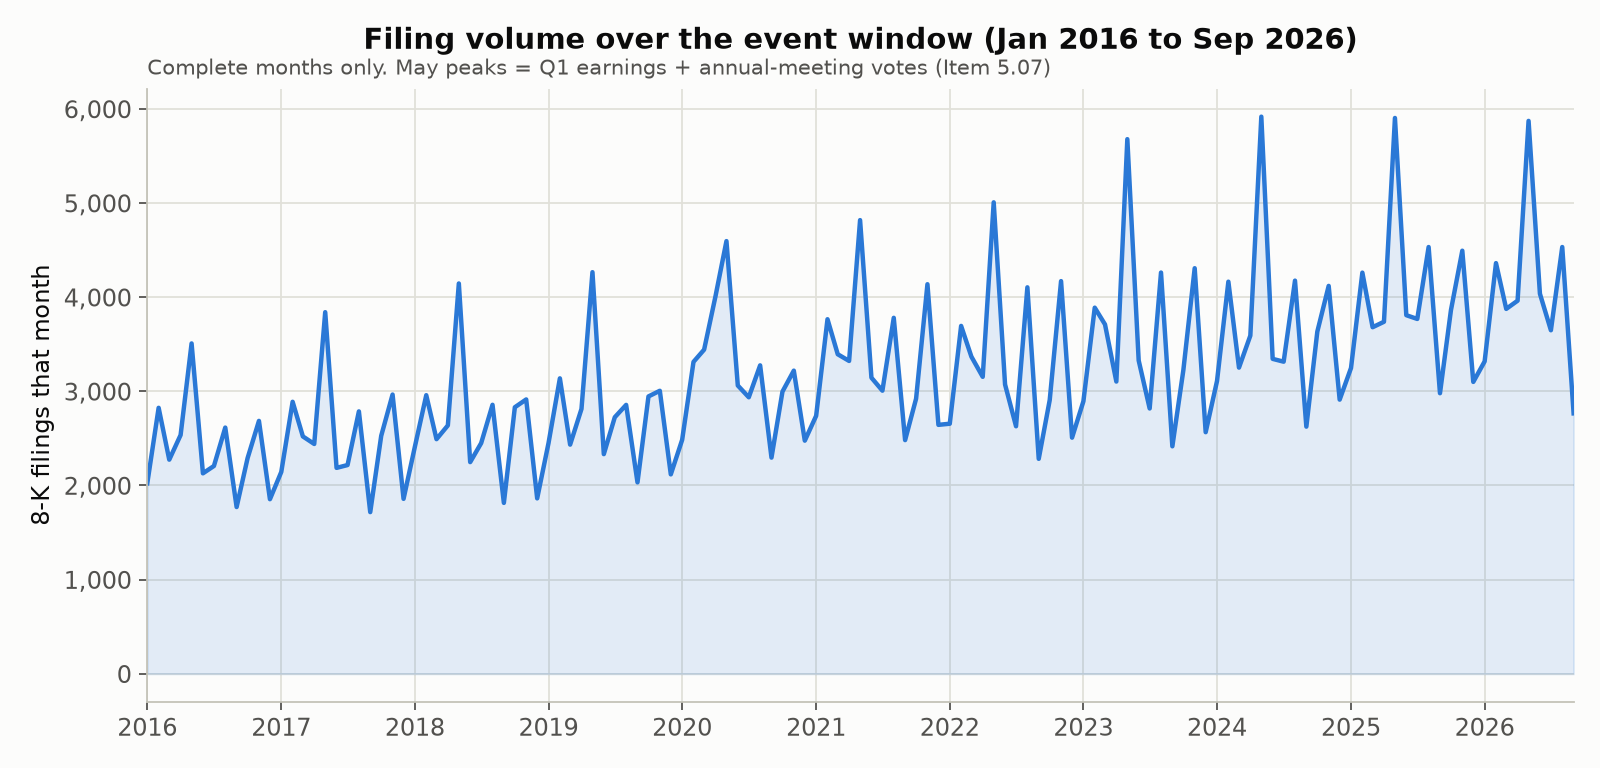 Filing volume over the event window (Jan 2016 to Sep 2026)
Complete months only. May peaks = Q1 earnings + annual-meeting votes (Item 5.07)
8-K filings that month
6,000
5,000
4,000
3,000
2,000
1,000
0
2016 2017 2018 2019 2020 2021 2022 2023 2024 2025 2026